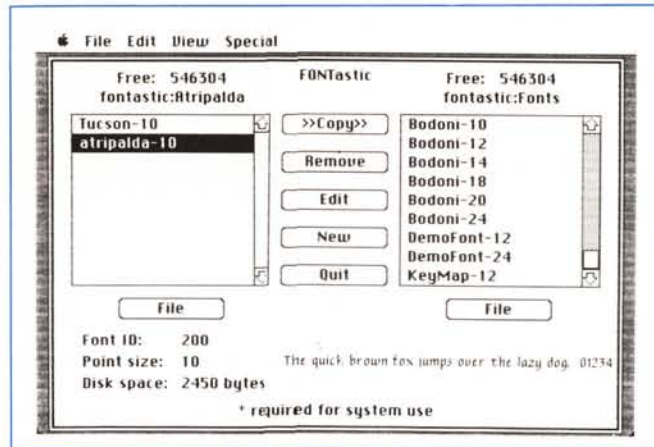 File Edit View Special
FONTastic
Free: 546304
fontastic:Atripalda
Free: 546304
fontastic:Fonts
Tucson-10
atripalda-10
>>Copy>>
Remove
Edit
New
Quit
Bodoni-10
Bodoni-12
Bodoni-14
Bodoni-18
Bodoni-20
Bodoni-24
DemoFont-12
DemoFont-24
KeyMap-12
File
File
Font ID: 200
Point size: 10
Disk space: 2450 bytes
The quick brown fox jumps over the lazy dog. 01234
* required for system use